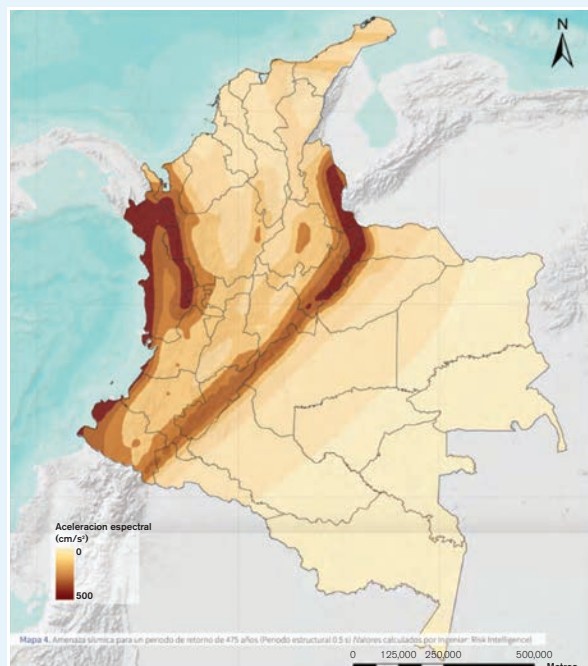 N
Aceleracion espectral
(cm/s²)
0
500
Mapa 4. Amenaza sísmica para un periodo de retorno de 475 años (Periodo estructural 0.5 s) (Valores calculados por Ingeniar: Risk Intelligence)
0 125,000 250,000 500,000
Meters